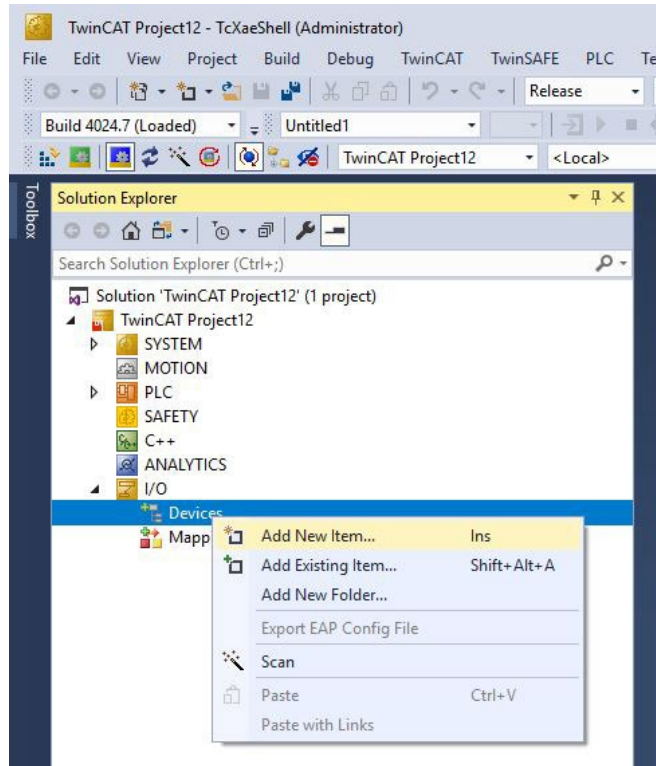 TwinCAT Project12 - TcXaeShell (Administrator)
File Edit View Project Build Debug TwinCAT TwinSAFE PLC Te
Release
Build 4024.7 (Loaded) Untitled1
TwinCAT Project12 <Local>
Toolbox
Solution Explorer
Search Solution Explorer (Ctrl+;)
Solution 'TwinCAT Project12' (1 project)
TwinCAT Project12
SYSTEM
MOTION
PLC
SAFETY
C++
ANALYTICS
I/O
Devices
Mapp
Add New Item... Ins
Add Existing Item... Shift+Alt+A
Add New Folder...
Export EAP Config File
Scan
Paste Ctrl+V
Paste with Links